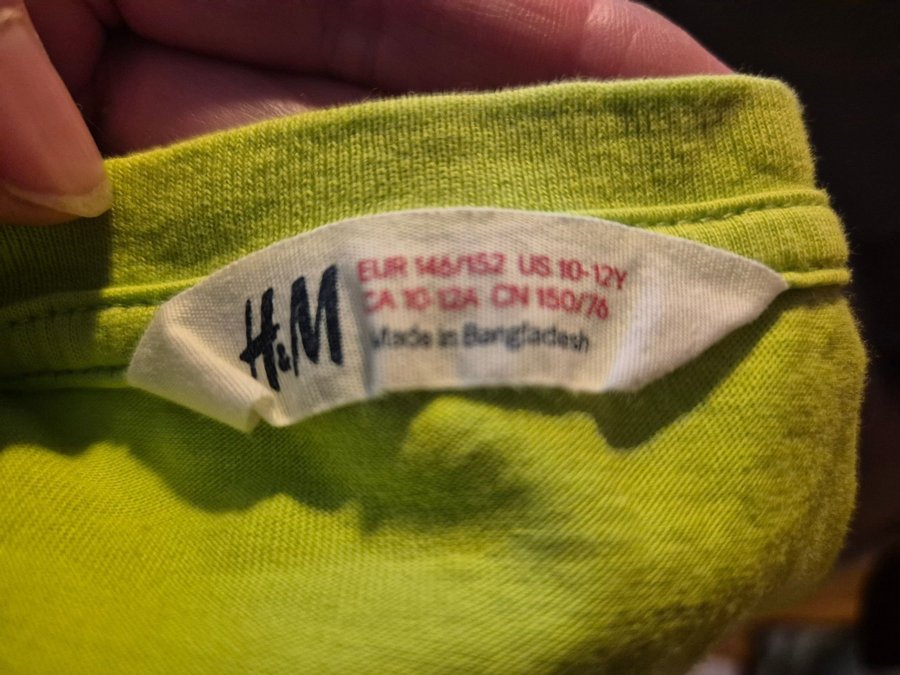 H&M
EUR 146/152 US 10-12Y
CA 10-12A CN 150/76
Made in Bangladesh